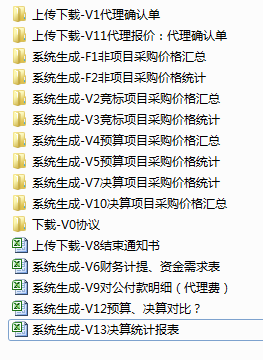 上传下载-V1代理确认单
上传下载-V11代理报价：代理确认单
系统生成-F1非项目采购价格汇总
系统生成-F2非项目采购价格统计
系统生成-V2竞标项目采购价格汇总
系统生成-V3竞标项目采购价格统计
系统生成-V4预算项目采购价格汇总
系统生成-V5预算项目采购价格统计
系统生成-V7决算项目采购价格统计
系统生成-V10决算项目采购价格汇总
下载-V0协议
上传下载-V8结束通知书
系统生成-V6财务计提、资金需求表
系统生成-V9对公付款明细（代理费）
系统生成-V12预算、决算对比？
系统生成-V13决算统计报表